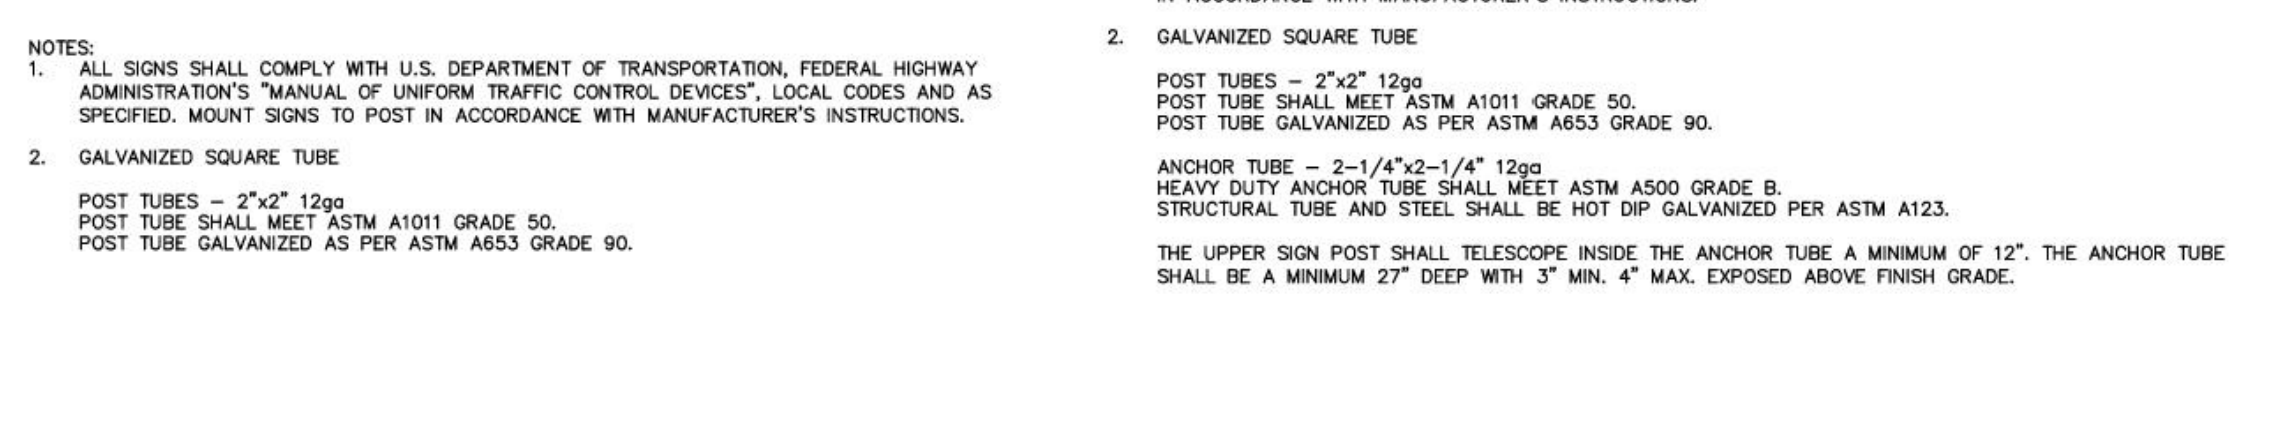 NOTES:
1. ALL SIGNS SHALL COMPLY WITH U.S. DEPARTMENT OF TRANSPORTATION, FEDERAL HIGHWAY
ADMINISTRATION'S "MANUAL OF UNIFORM TRAFFIC CONTROL DEVICES", LOCAL CODES AND AS
SPECIFIED. MOUNT SIGNS TO POST IN ACCORDANCE WITH MANUFACTURER'S INSTRUCTIONS.
2. GALVANIZED SQUARE TUBE
POST TUBES – 2"x2" 12ga
POST TUBE SHALL MEET ASTM A1011 GRADE 50.
POST TUBE GALVANIZED AS PER ASTM A653 GRADE 90.
IN ACCORDANCE WITH MANUFACTURER'S INSTRUCTIONS.
2. GALVANIZED SQUARE TUBE
POST TUBES – 2"x2" 12ga
POST TUBE SHALL MEET ASTM A1011 GRADE 50.
POST TUBE GALVANIZED AS PER ASTM A653 GRADE 90.
ANCHOR TUBE – 2–1/4"x2–1/4" 12ga
HEAVY DUTY ANCHOR TUBE SHALL MEET ASTM A500 GRADE B.
STRUCTURAL TUBE AND STEEL SHALL BE HOT DIP GALVANIZED PER ASTM A123.
THE UPPER SIGN POST SHALL TELESCOPE INSIDE THE ANCHOR TUBE A MINIMUM OF 12". THE ANCHOR TUBE
SHALL BE A MINIMUM 27" DEEP WITH 3" MIN. 4" MAX. EXPOSED ABOVE FINISH GRADE.